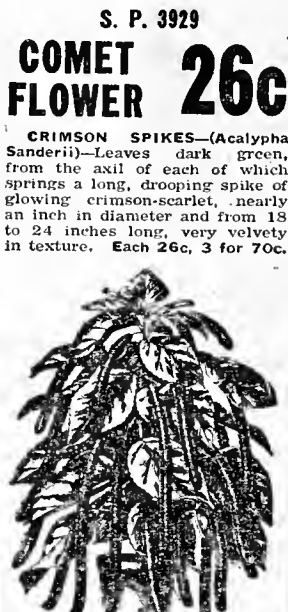 S. P. 3929
COMET
FLOWER 26c
CRIMSON SPIKES—(Acalypha
Sanderii)—Leaves dark green,
from the axil of each of which
springs a long, drooping spike of
glowing crimson-scarlet, nearly
an inch in diameter and from 18
to 24 inches long, very velvety
in texture. Each 26c, 3 for 70c.